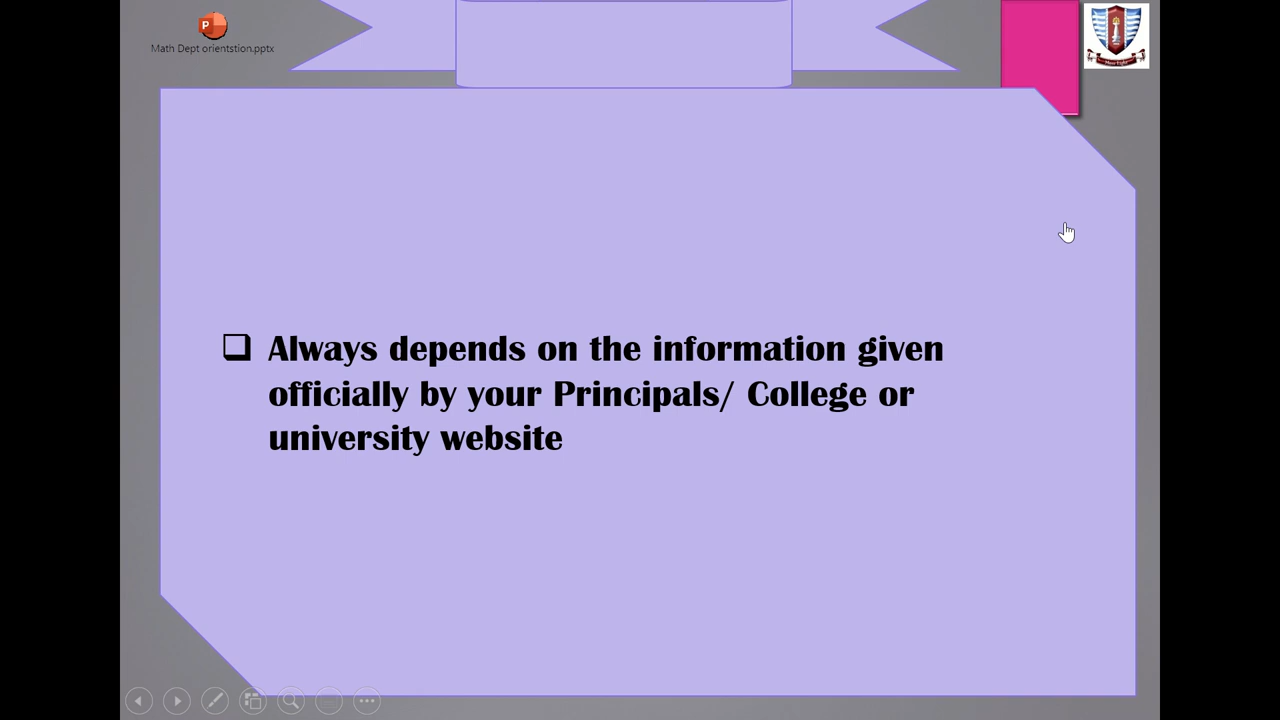 Math Dept orientstion.pptx
❑ Always depends on the information given
officially by your Principals/ College or
university website